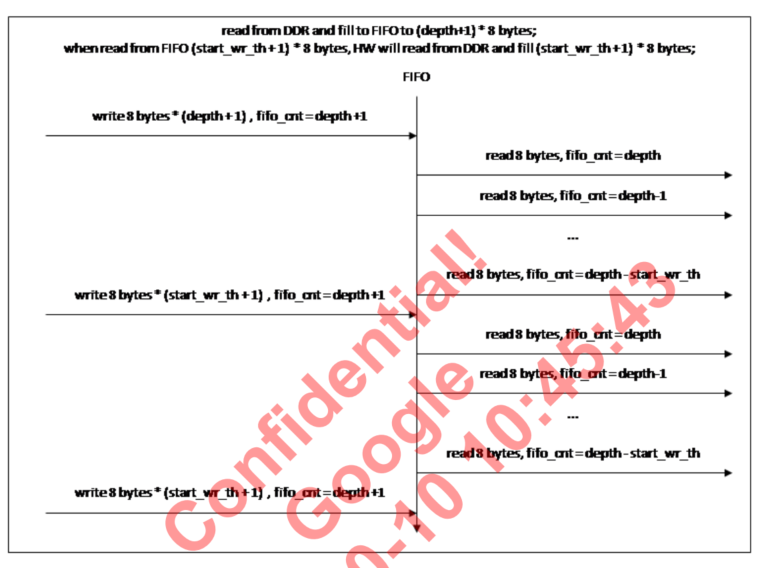 read from DDR and fill to FIFO to (depth+1) * 8 bytes;
when read from FIFO (start_wr_th + 1) * 8 bytes, HW will read from DDR and fill (start_wr_th + 1) * 8 bytes;
FIFO
write 8 bytes * (depth + 1) , fifo_cnt = depth +1
read 8 bytes, fifo_cnt = depth
read 8 bytes, fifo_cnt = depth-1
...
read 8 bytes, fifo_cnt = depth - start_wr_th
write 8 bytes * (start_wr_th + 1) , fifo_cnt = depth +1
read 8 bytes, fifo_cnt = depth
read 8 bytes, fifo_cnt = depth-1
...
read 8 bytes, fifo_cnt = depth - start_wr_th
write 8 bytes * (start_wr_th + 1) , fifo_cnt = depth +1
Confidential!
Google
0-10 10:45:43